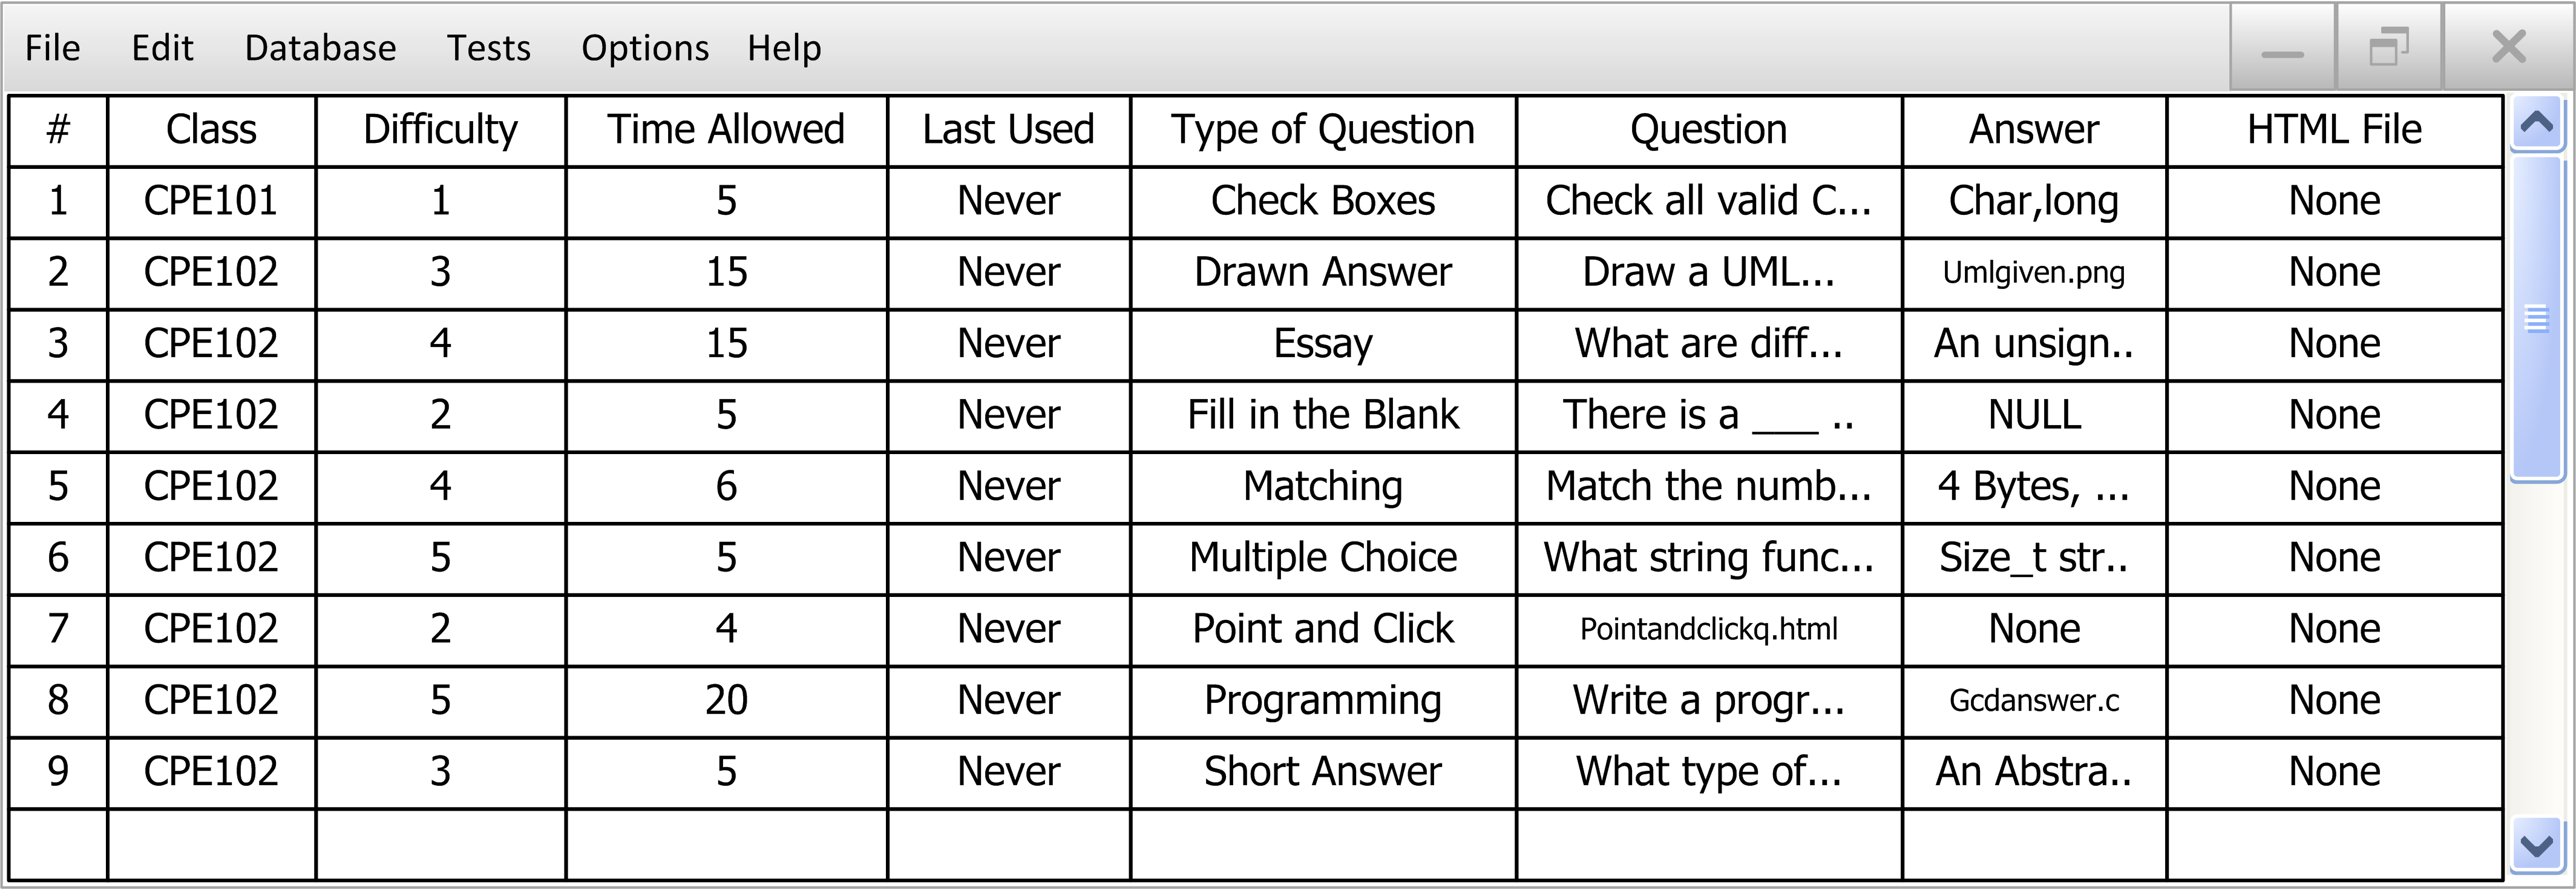 File Edit Database Tests Options Help
# Class Difficulty Time Allowed Last Used Type of Question Question Answer HTML File
1 CPE101 1 5 Never Check Boxes Check all valid C... Char,long None
2 CPE102 3 15 Never Drawn Answer Draw a UML... Umlgiven.png None
3 CPE102 4 15 Never Essay What are diff... An unsign.. None
4 CPE102 2 5 Never Fill in the Blank There is a ___ .. NULL None
5 CPE102 4 6 Never Matching Match the numb... 4 Bytes, ... None
6 CPE102 5 5 Never Multiple Choice What string func... Size_t str.. None
7 CPE102 2 4 Never Point and Click Pointandclickq.html None None
8 CPE102 5 20 Never Programming Write a progr... Gcdanswer.c None
9 CPE102 3 5 Never Short Answer What type of... An Abstra.. None